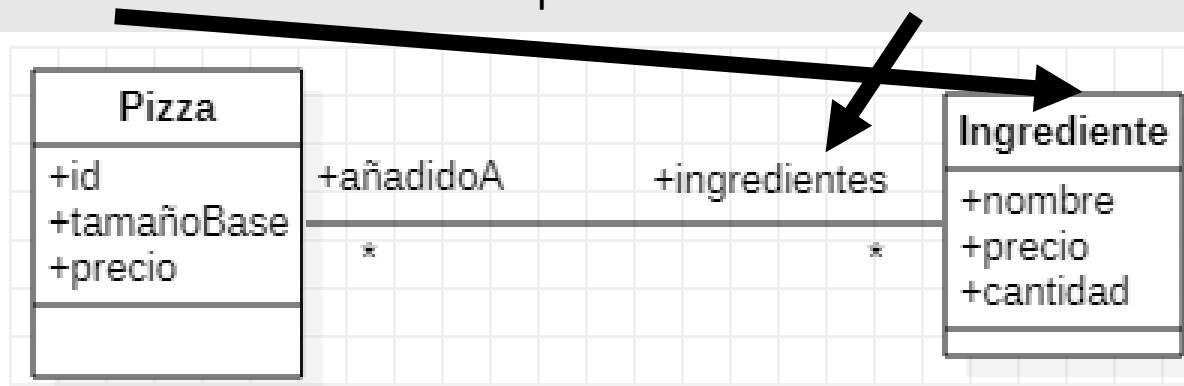 Pizza
+id
+tamañoBase
+precio
+añadidoA
*
+ingredientes
*
Ingrediente
+nombre
+precio
+cantidad